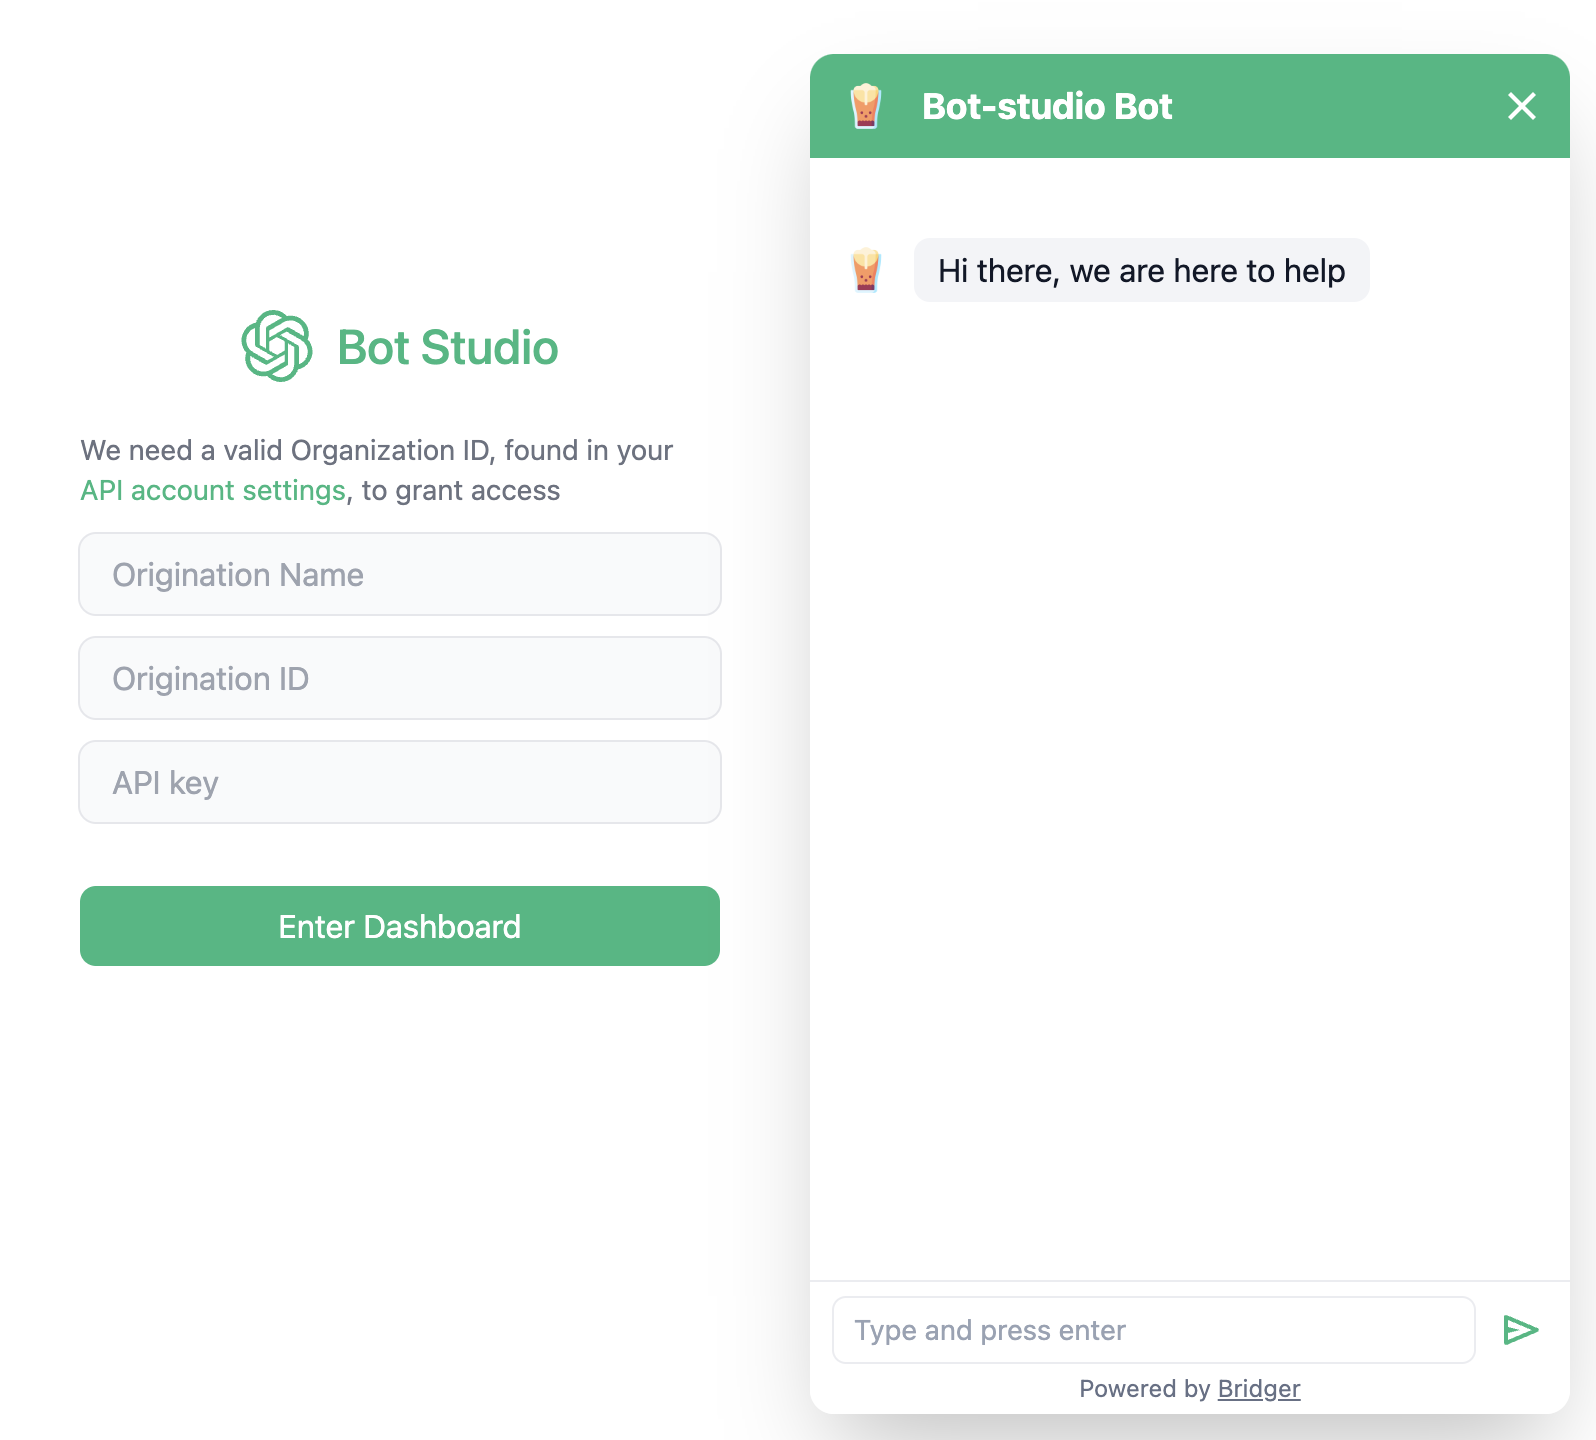 Bot Studio
We need a valid Organization ID, found in your
API account settings, to grant access
Origination Name
Origination ID
API key
Enter Dashboard
Bot-studio Bot
Hi there, we are here to help
Type and press enter
Powered by Bridger